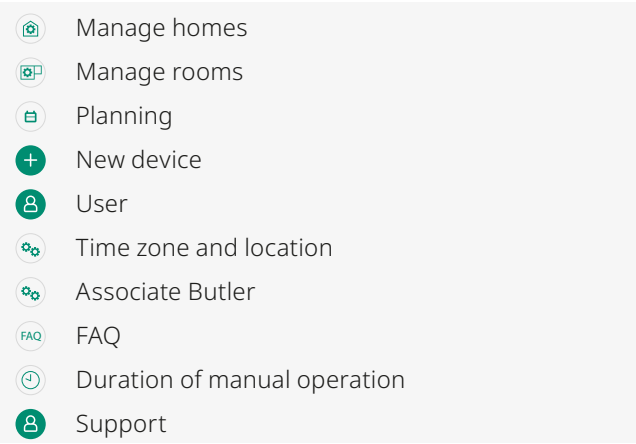 Manage homes
Manage rooms
Planning
New device
User
Time zone and location
Associate Butler
FAQ FAQ
Duration of manual operation
Support